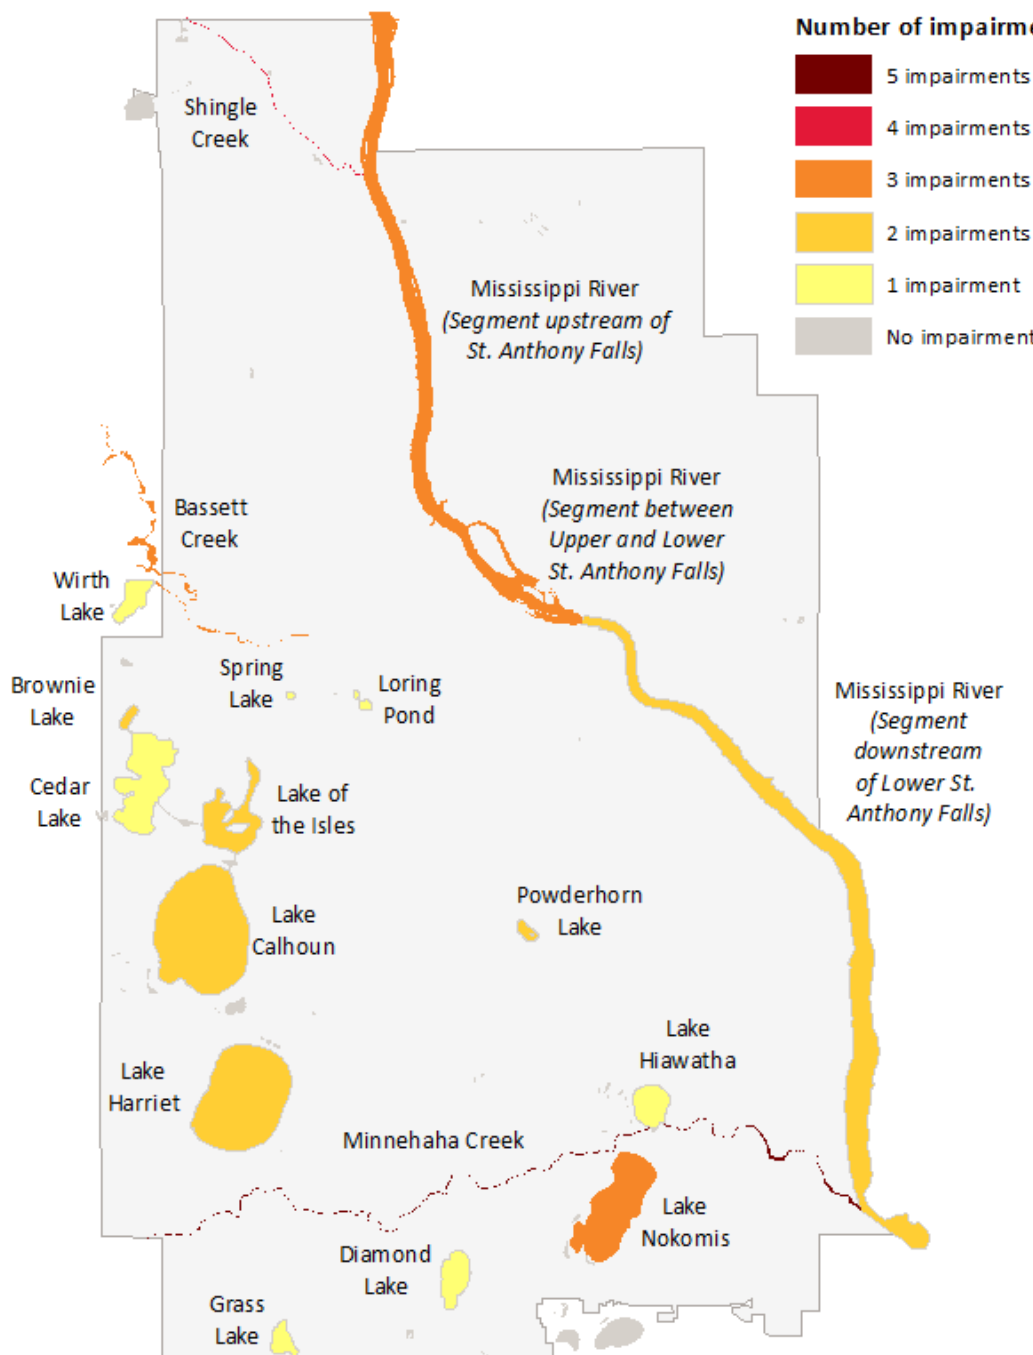 Number of impairme
5 impairments
4 impairments
3 impairments
2 impairments
1 impairment
No impairment
Shingle
Creek
Mississippi River
(Segment upstream of
St. Anthony Falls)
Mississippi River
(Segment between
Upper and Lower
St. Anthony Falls)
Bassett
Creek
Wirth
Lake
Spring
Lake
Loring
Pond
Brownie
Lake
Mississippi River
(Segment
downstream
of Lower St.
Anthony Falls)
Cedar
Lake
Lake of
the Isles
Lake
Calhoun
Powderhorn
Lake
Lake
Hiawatha
Lake
Harriet
Minnehaha Creek
Lake
Nokomis
Diamond
Lake
Grass
Lake